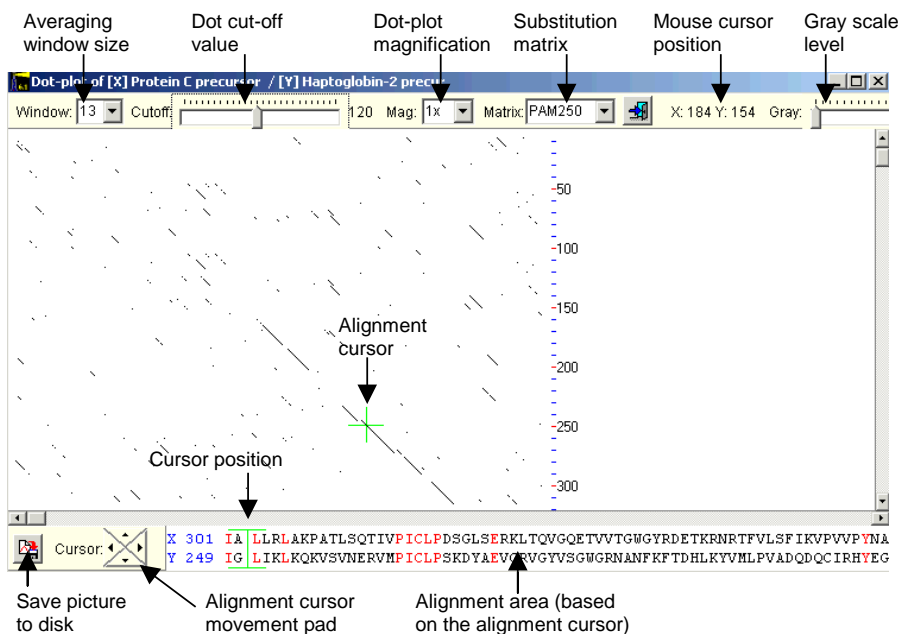 Averaging window size
Dot cut-off value
Dot-plot magnification
Substitution matrix
Mouse cursor position
Gray scale level
Dot-plot of [X] Protein C precursor / [Y] Haptoglobin-2 precur
Window: 13 Cutoff: 120 Mag: 1x Matrix: PAM250 X: 184 Y: 154 Gray:
50
100
150
Alignment cursor
200
250
Cursor position
300
X 301 IA LLRLAKPATLSQTIVPICLPDSGLSERKLTQVGQETVVTGWGYRDETKRNRTFVLSFIKVPVVPYNA
Cursor:
Y 249 IG LIKLKQKVSVNERVMPICLPSKDYAEVGRVGYVSGWGRNANFKFTDHLKYVMLPVADQDQCIRHYEG
Save picture to disk
Alignment cursor movement pad
Alignment area (based on the alignment cursor)